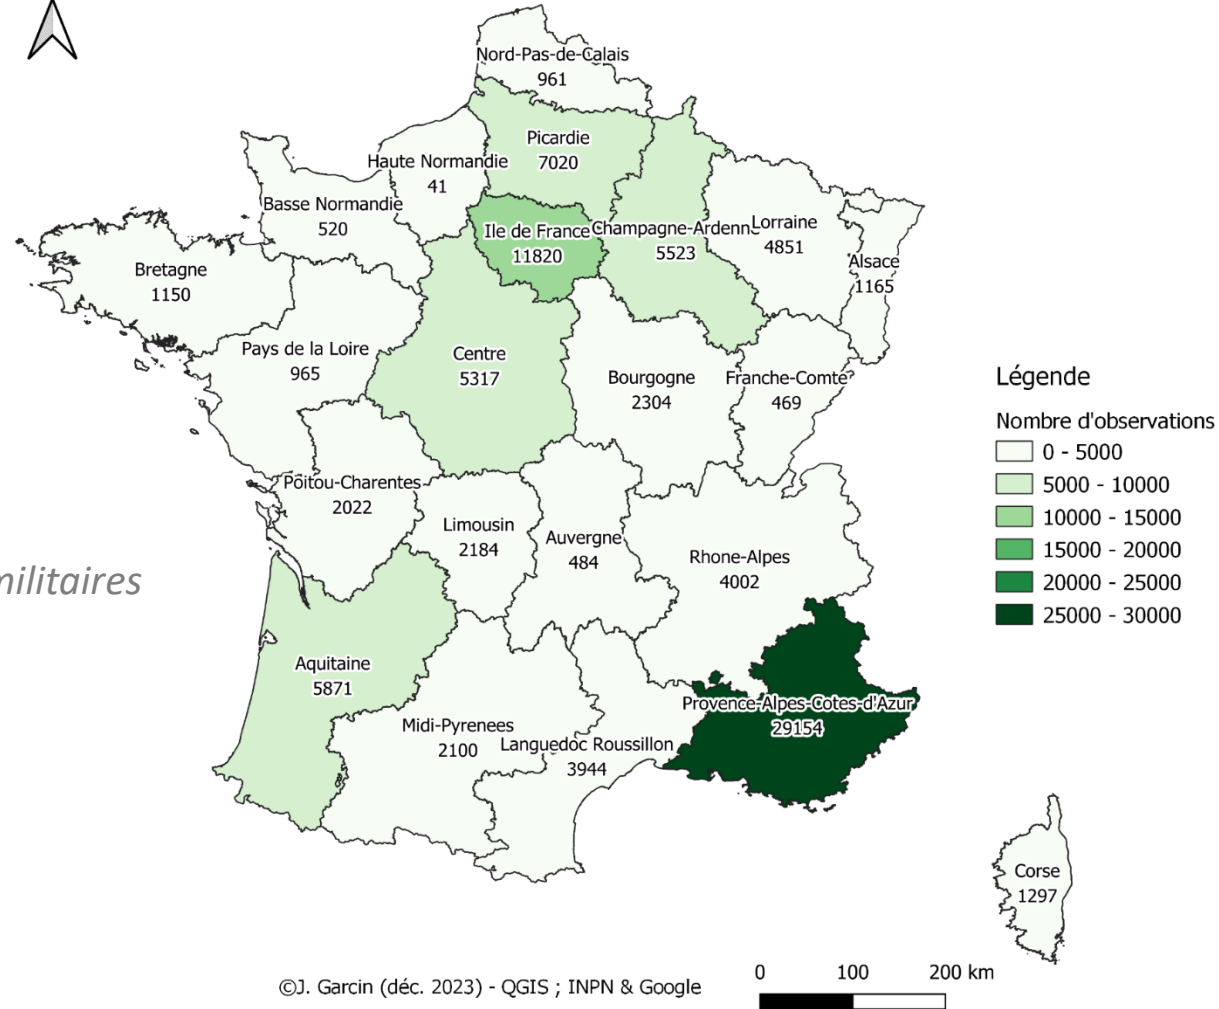 Nord-Pas-de-Calais
961
Picardie
7020
Haute Normandie
41
Basse Normandie
520
Ile de France
11820
Champagne-Ardenn
5523
Lorraine
4851
Alsace
1165
Bretagne
1150
Pays de la Loire
965
Centre
5317
Bourgogne
2304
Franche-Comte
469
Poitou-Charentes
2022
Limousin
2184
Auvergne
484
Rhone-Alpes
4002
militaires
Aquitaine
5871
Midi-Pyrenees
2100
Languedoc Roussillon
3944
Provence-Alpes-Cotes-d'Azur
29154
Corse
1297
Légende
Nombre d'observations
0 - 5000
5000 - 10000
10000 - 15000
15000 - 20000
20000 - 25000
25000 - 30000
0 100 200 km
©J. Garcin (déc. 2023) - QGIS ; INPN & Google